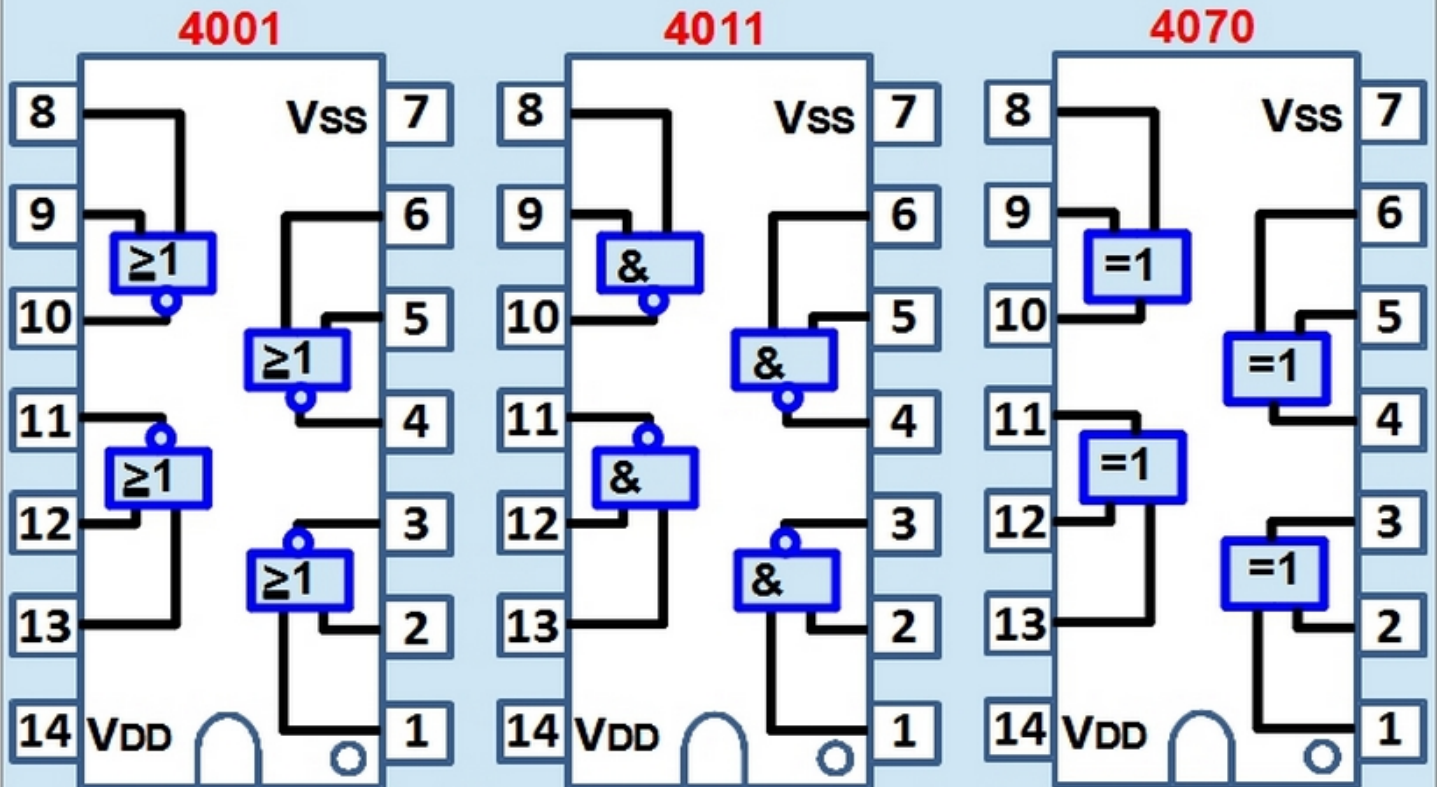 4001 4011 4070
8 VSS 7 8 VSS 7 8 VSS 7
9 6 9 6 9 6
≥1 & =1
10 5 10 5 10 5
≥1 & =1
11 4 11 4 11 4
≥1 & =1
12 3 12 3 12 3
≥1 & =1
13 2 13 2 13 2
14 VDD 1 14 VDD 1 14 VDD 1